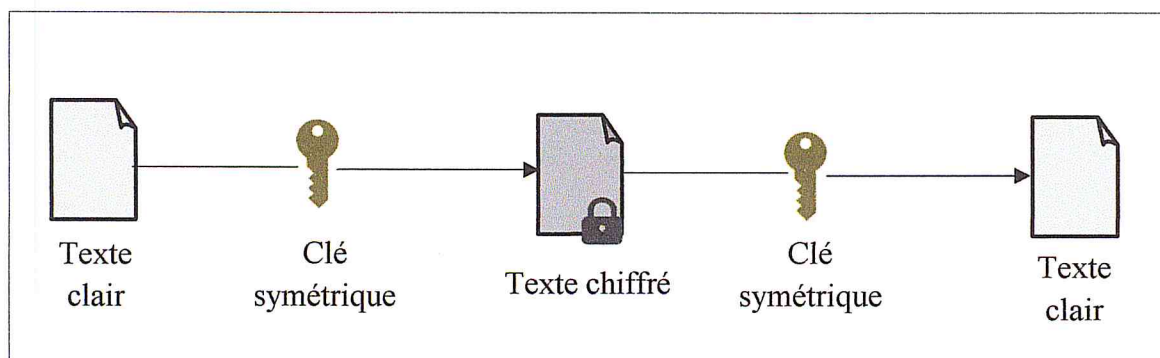 Texte
clair
Clé
symétrique
Texte chiffré
Clé
symétrique
Texte
clair